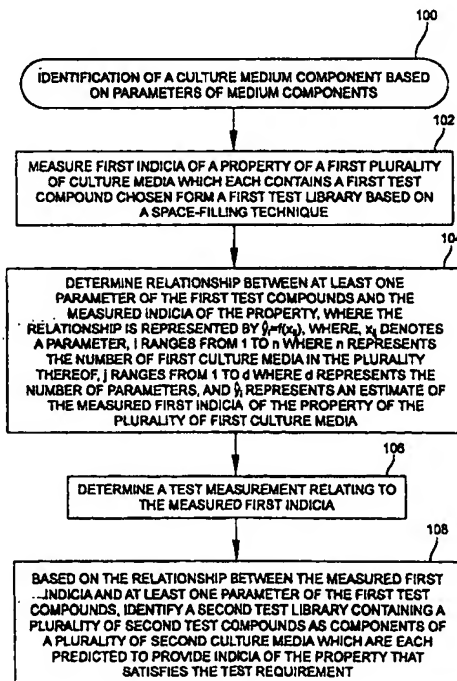 100
IDENTIFICATION OF A CULTURE MEDIUM COMPONENT BASED
ON PARAMETERS OF MEDIUM COMPONENTS
102
MEASURE FIRST INDICIA OF A PROPERTY OF A FIRST PLURALITY
OF CULTURE MEDIA WHICH EACH CONTAINS A FIRST TEST
COMPOUND CHOSEN FORM A FIRST TEST LIBRARY BASED ON
A SPACE-FILLING TECHNIQUE
104
DETERMINE RELATIONSHIP BETWEEN AT LEAST ONE
PARAMETER OF THE FIRST TEST COMPOUNDS AND THE
MEASURED INDICIA OF THE PROPERTY, WHERE THE
RELATIONSHIP IS REPRESENTED BY ŷi=f(xij), WHERE, xij DENOTES
A PARAMETER, I RANGES FROM 1 TO n WHERE n REPRESENTS
THE NUMBER OF FIRST CULTURE MEDIA IN THE PLURALITY
THEREOF, j RANGES FROM 1 TO d WHERE d REPRESENTS THE
NUMBER OF PARAMETERS, AND ŷi REPRESENTS AN ESTIMATE
OF THE MEASURED FIRST INDICIA OF THE PROPERTY OF THE
PLURALITY OF FIRST CULTURE MEDIA
106
DETERMINE A TEST MEASUREMENT RELATING TO
THE MEASURED FIRST INDICIA
108
BASED ON THE RELATIONSHIP BETWEEN THE MEASURED FIRST
INDICIA AND AT LEAST ONE PARAMETER OF THE FIRST TEST
COMPOUNDS, IDENTIFY A SECOND TEST LIBRARY CONTAINING A
PLURALITY OF SECOND TEST COMPOUNDS AS COMPONENTS
OF A PLURALITY OF SECOND CULTURE MEDIA WHICH ARE EACH
PREDICTED TO PROVIDE INDICIA OF THE PROPERTY THAT
SATISFIES THE TEST REQUIREMENT